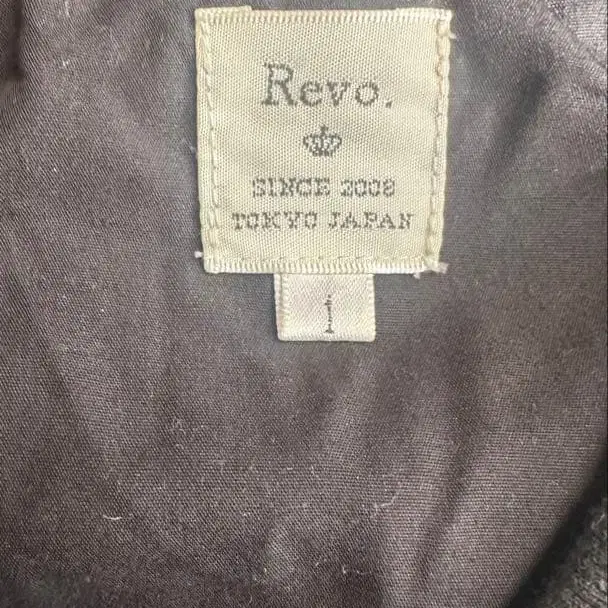 Revo.
SINCE 2008
TOKYO JAPAN
1